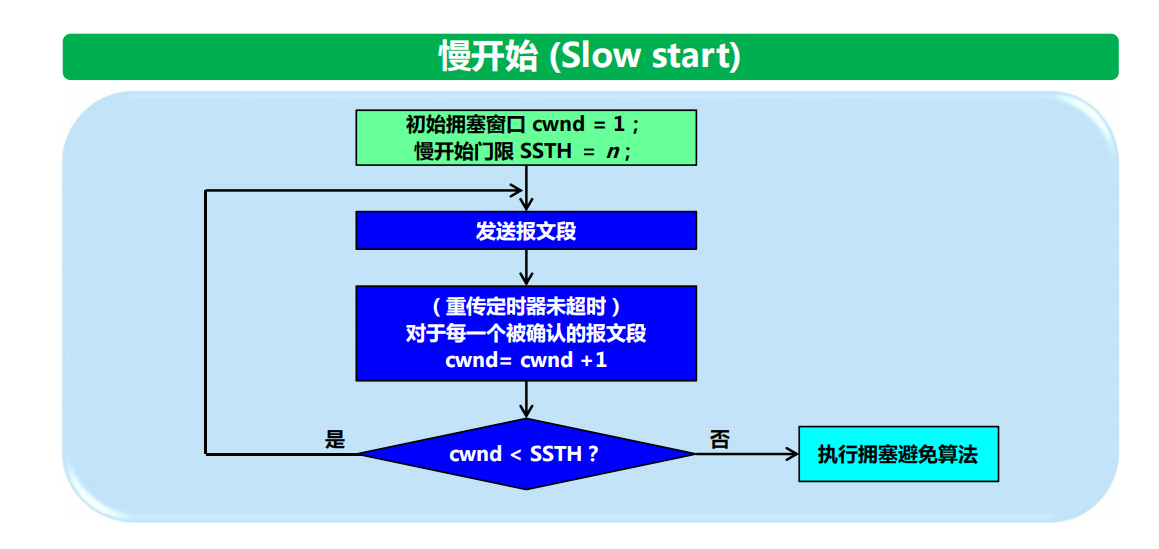 慢开始 (Slow start)
初始拥塞窗口 cwnd = 1；
慢开始门限 SSTH = n；
发送报文段
（重传定时器未超时）
对于每一个被确认的报文段
cwnd= cwnd +1
是
cwnd < SSTH？
否
执行拥塞避免算法